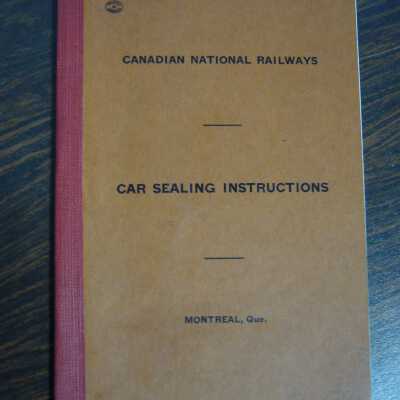 CANADIAN NATIONAL RAILWAYS
CAR SEALING INSTRUCTIONS
MONTREAL, Que.